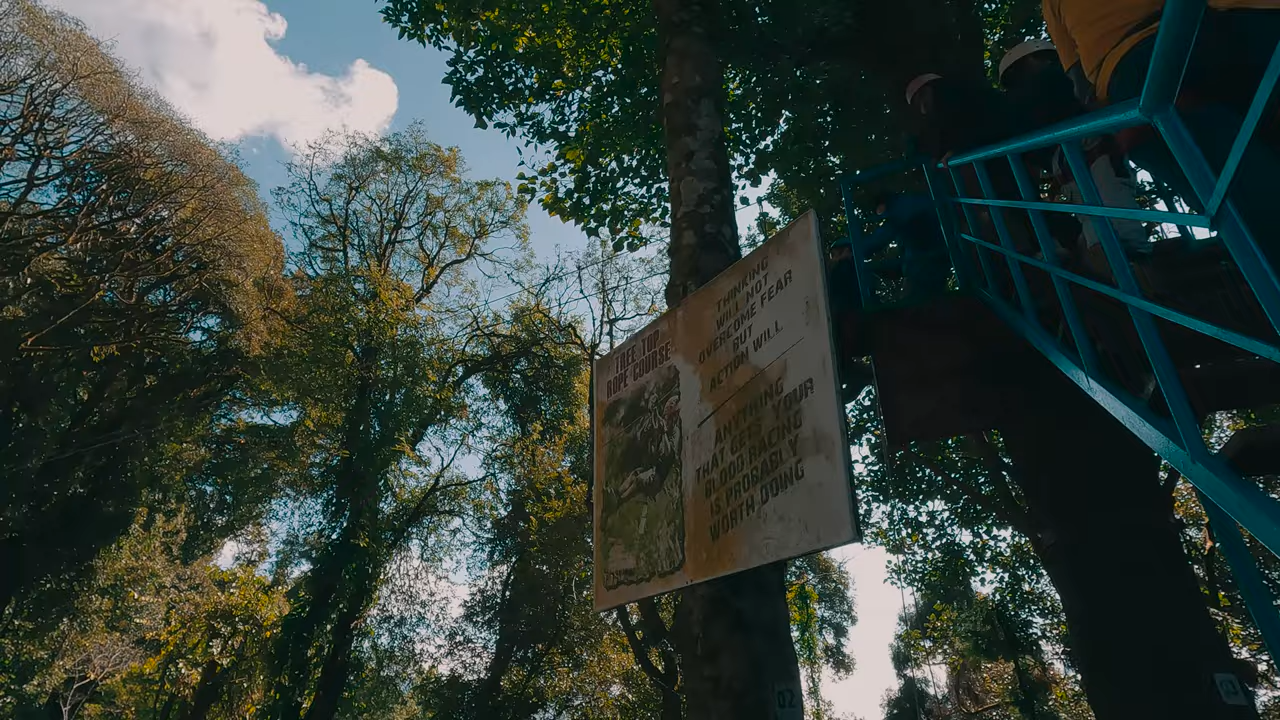 TREE TOP
ROPE COURSE
THINKING
WILL NOT
OVERCOME FEAR
BUT
ACTION WILL
ANYTHING
THAT GETS YOUR
BLOOD RACING
IS PROBABLY
WORTH DOING
02